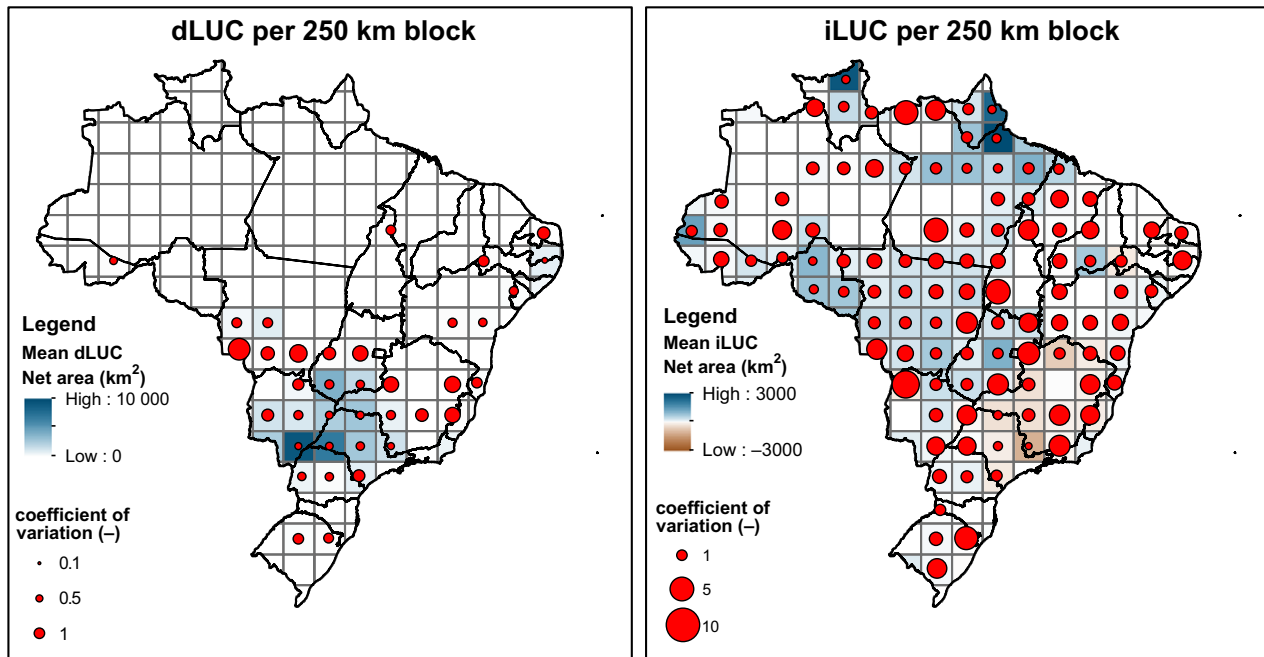 dLUC per 250 km block
Legend
Mean dLUC
Net area (km²)
High : 10 000
Low : 0
coefficient of
variation (–)
0.1
0.5
1
iLUC per 250 km block
Legend
Mean iLUC
Net area (km²)
High : 3000
Low : –3000
coefficient of
variation (–)
1
5
10